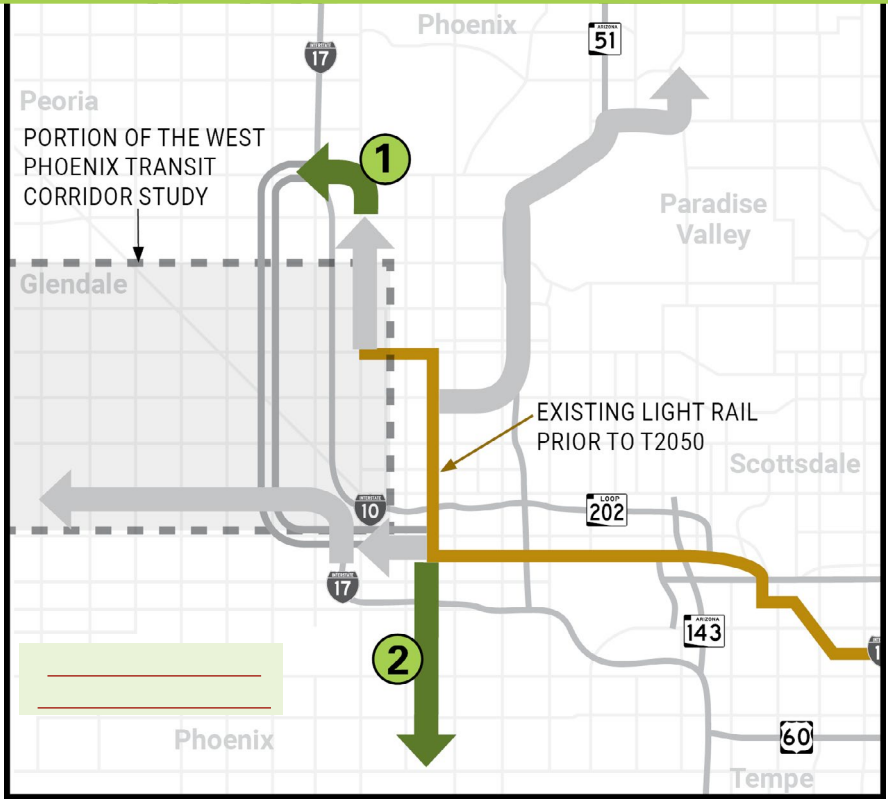 Phoenix
ARIZONA
51
INTERSTATE
17
Peoria
PORTION OF THE WEST
PHOENIX TRANSIT
CORRIDOR STUDY
1
Paradise
Valley
Glendale
EXISTING LIGHT RAIL
PRIOR TO T2050
Scottsdale
INTERSTATE
10
LOOP
202
17
ARIZONA
143
2
Phoenix
60
Tempe